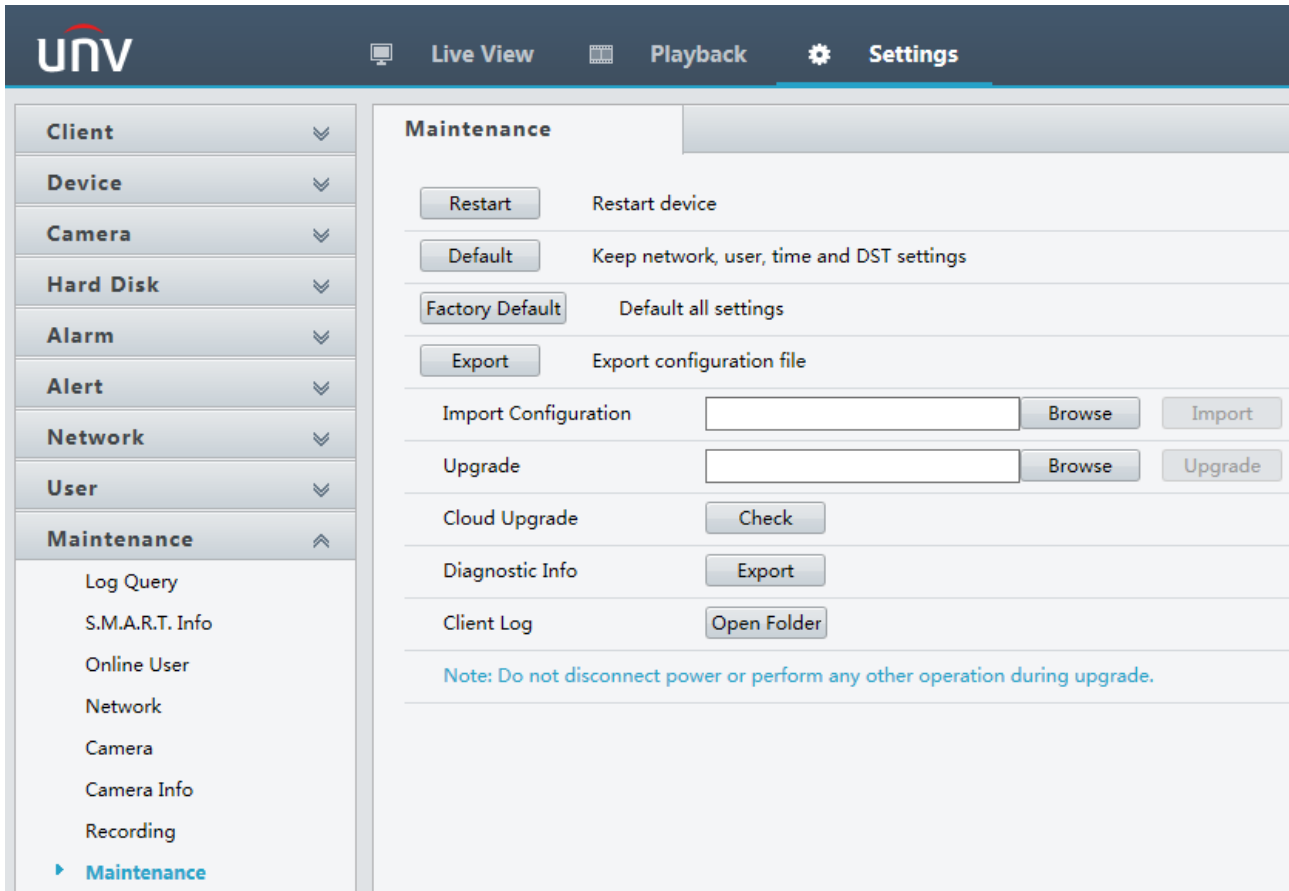 unv
Live View
Playback
Settings
Client
Device
Camera
Hard Disk
Alarm
Alert
Network
User
Maintenance
Log Query
S.M.A.R.T. Info
Online User
Network
Camera
Camera Info
Recording
Maintenance
Maintenance
Restart Restart device
Default Keep network, user, time and DST settings
Factory Default Default all settings
Export Export configuration file
Import Configuration Browse Import
Upgrade Browse Upgrade
Cloud Upgrade Check
Diagnostic Info Export
Client Log Open Folder
Note: Do not disconnect power or perform any other operation during upgrade.